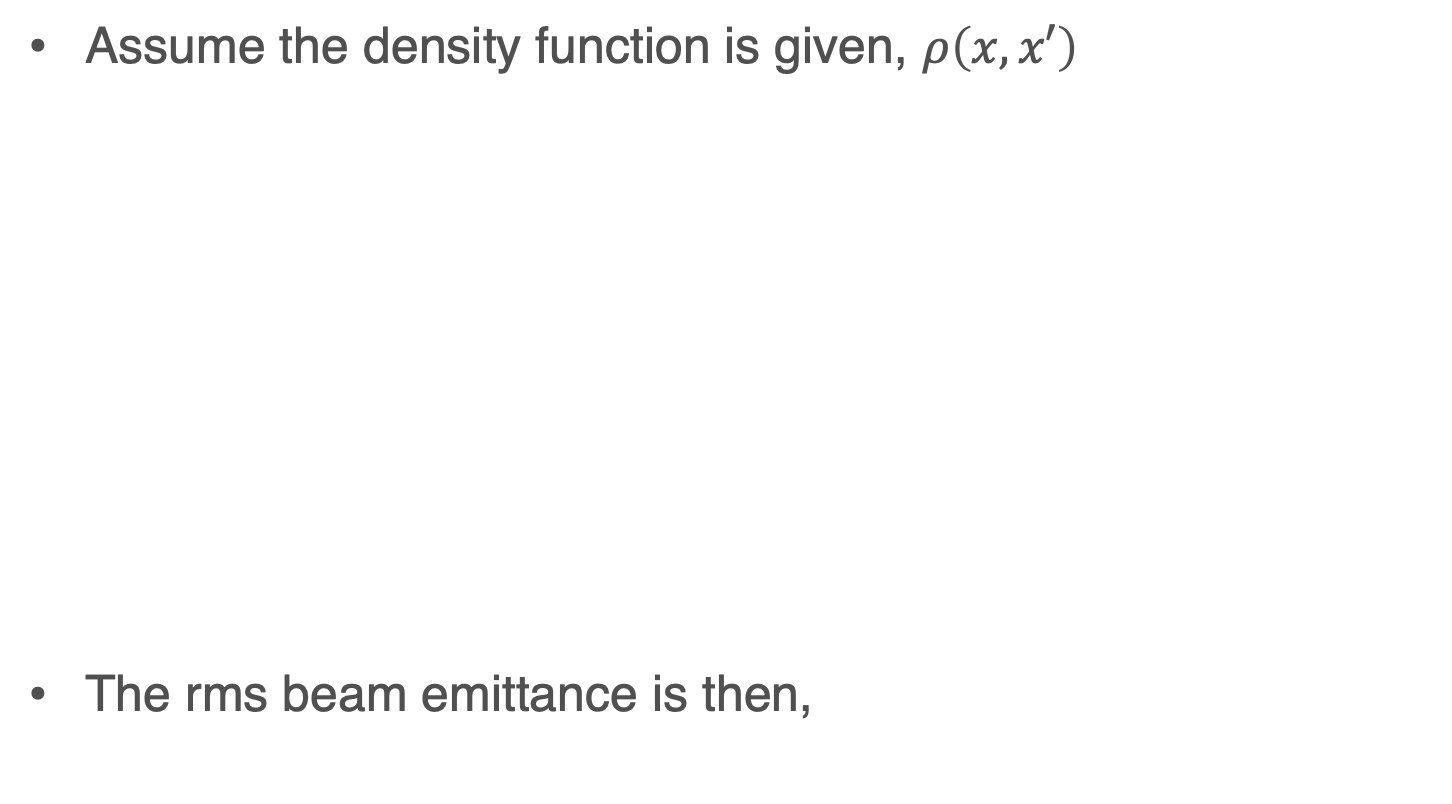 • Assume the density function is given, ρ(x, x′)
• The rms beam emittance is then,